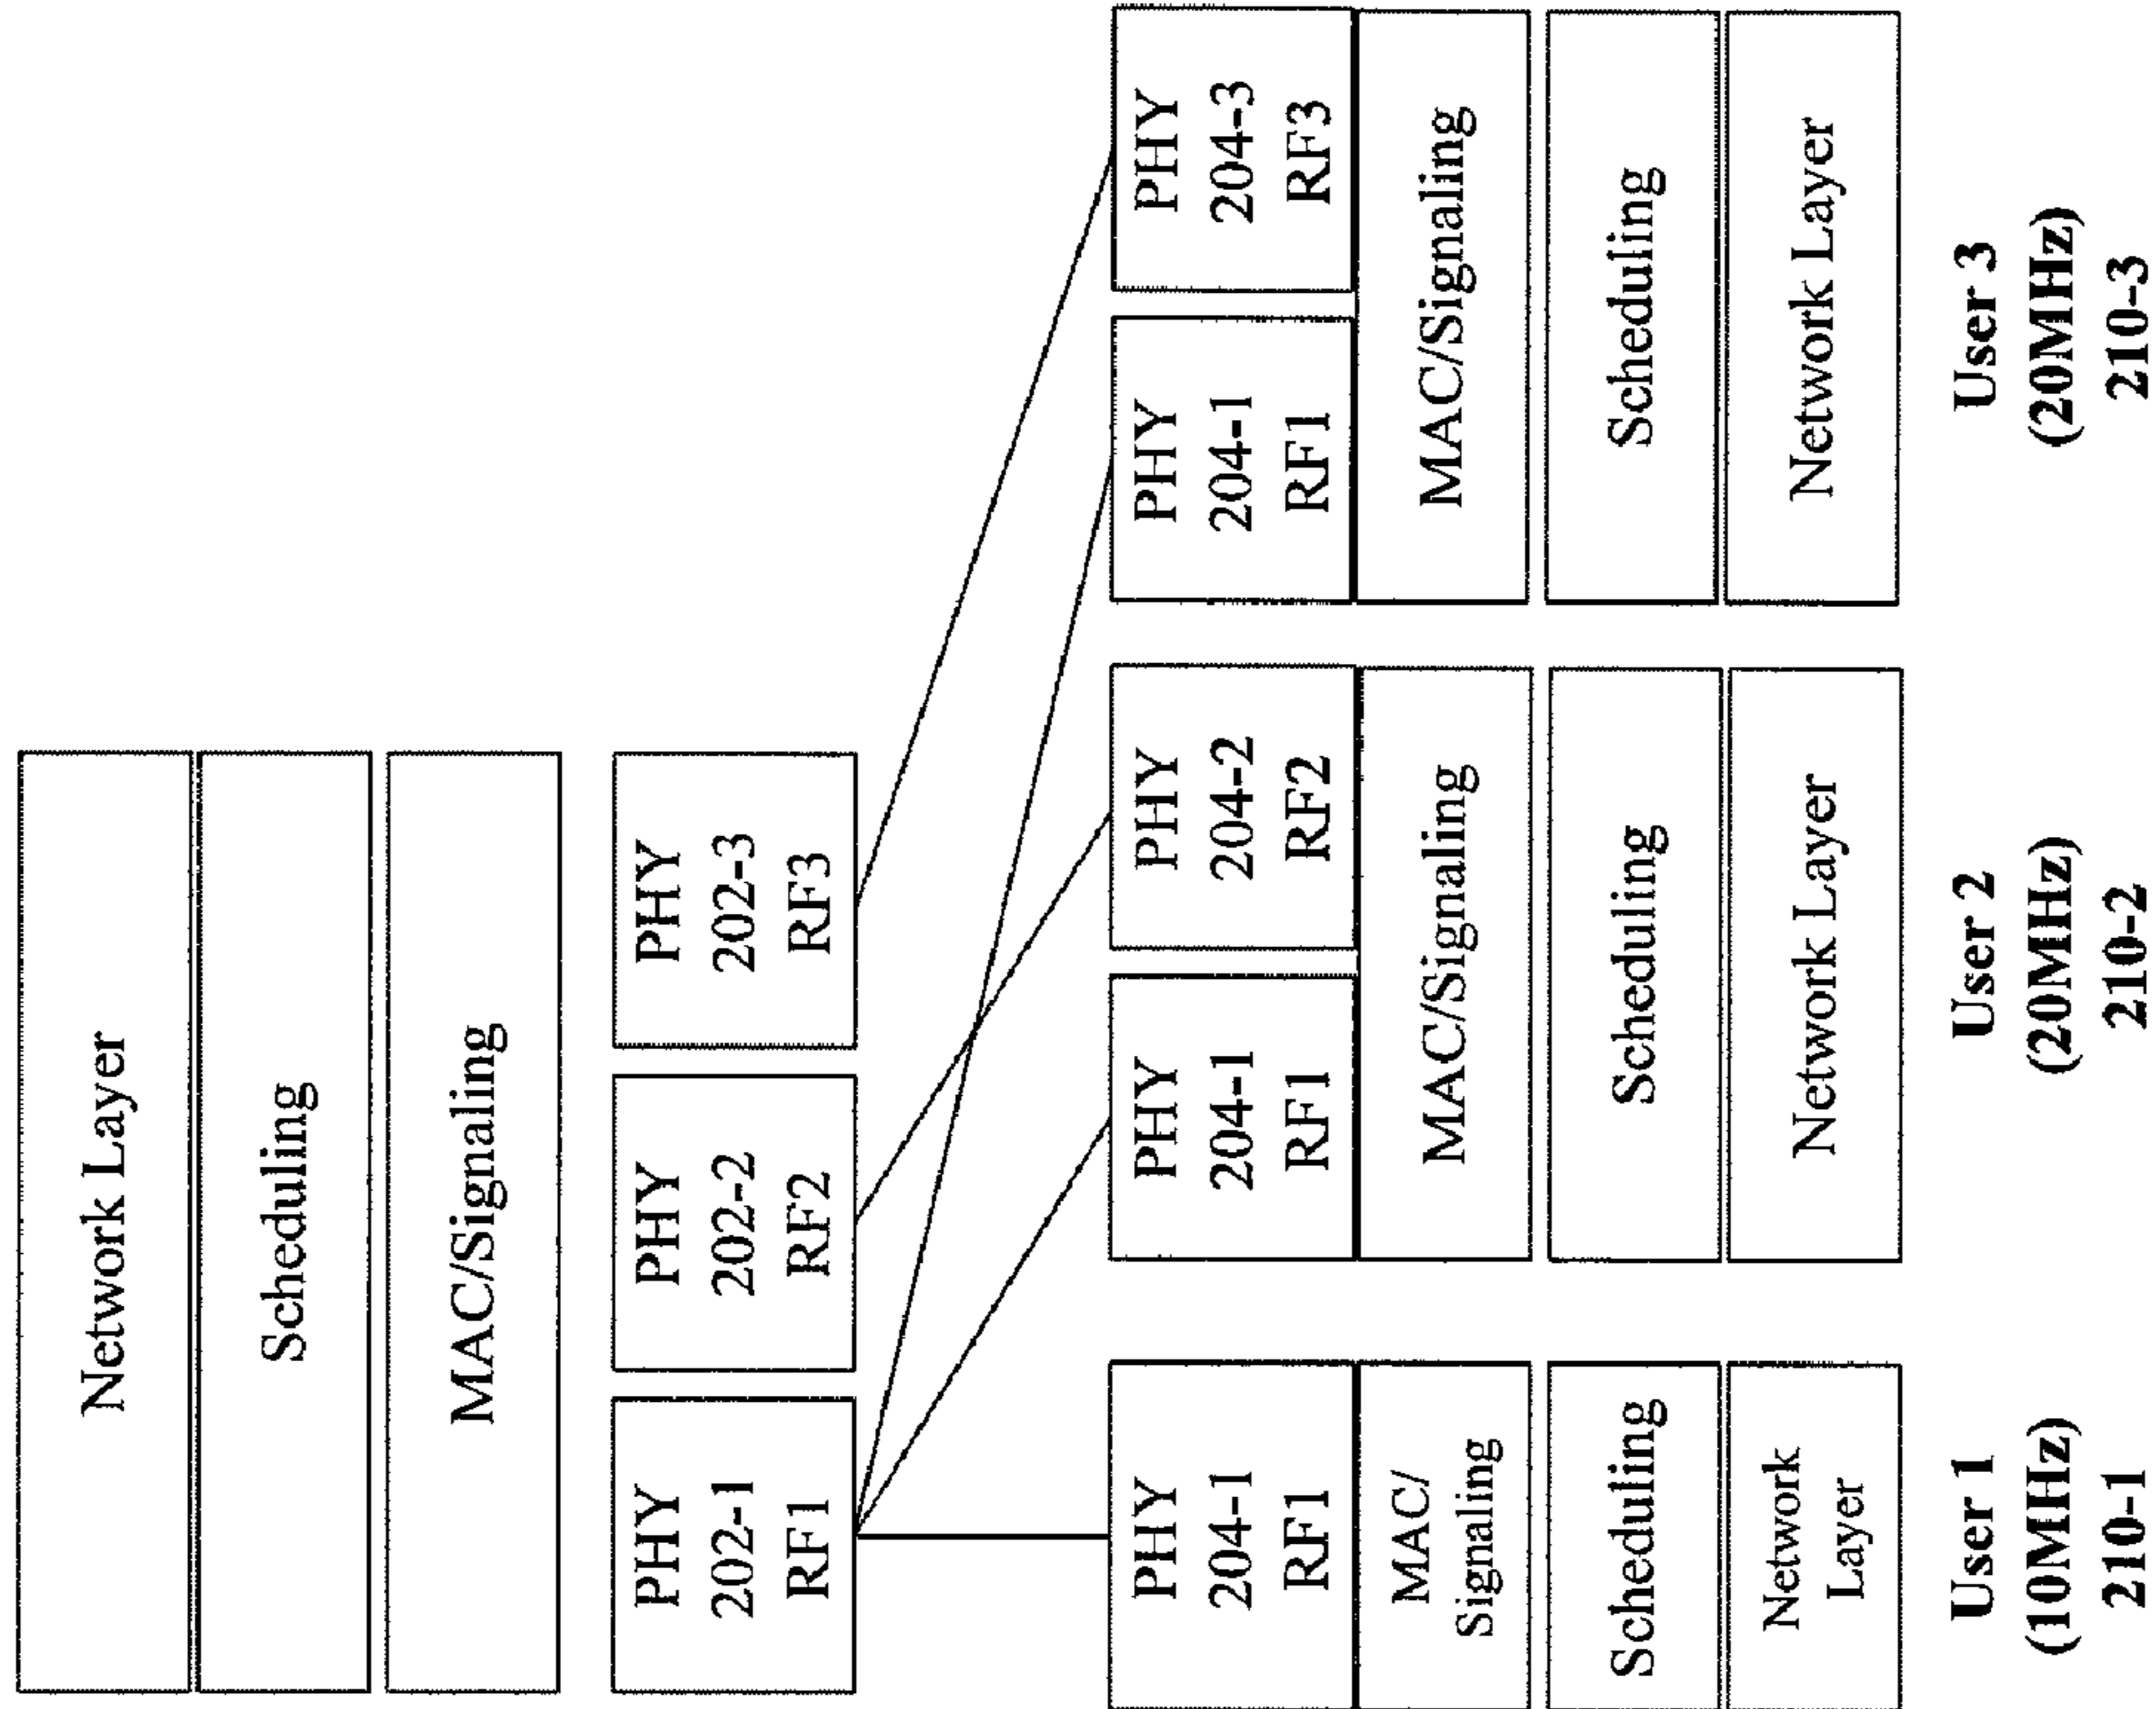 Network Layer
Scheduling
MAC/Signaling
PHY
202-1
RF1
PHY
202-2
RF2
PHY
202-3
RF3
PHY
204-1
RF1
MAC/
Signaling
Scheduling
Network
Layer
User 1
(10MHz)
210-1
PHY
204-1
RF1
PHY
204-2
RF2
MAC/Signaling
Scheduling
Network Layer
User 2
(20MHz)
210-2
PHY
204-1
RF1
PHY
204-3
RF3
MAC/Signaling
Scheduling
Network Layer
User 3
(20MHz)
210-3